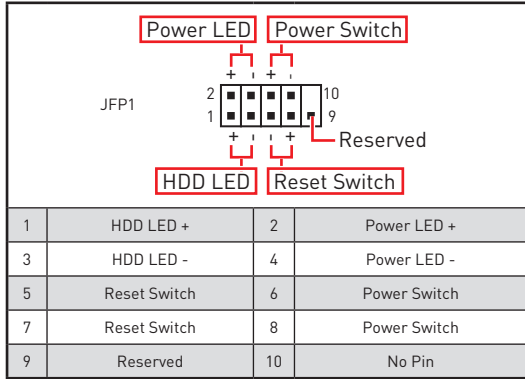 Power LED Power Switch
+ - + -
JFP1
2 10
1 9
+ - - +
Reserved
HDD LED Reset Switch
1 HDD LED + 2 Power LED +
3 HDD LED - 4 Power LED -
5 Reset Switch 6 Power Switch
7 Reset Switch 8 Power Switch
9 Reserved 10 No Pin